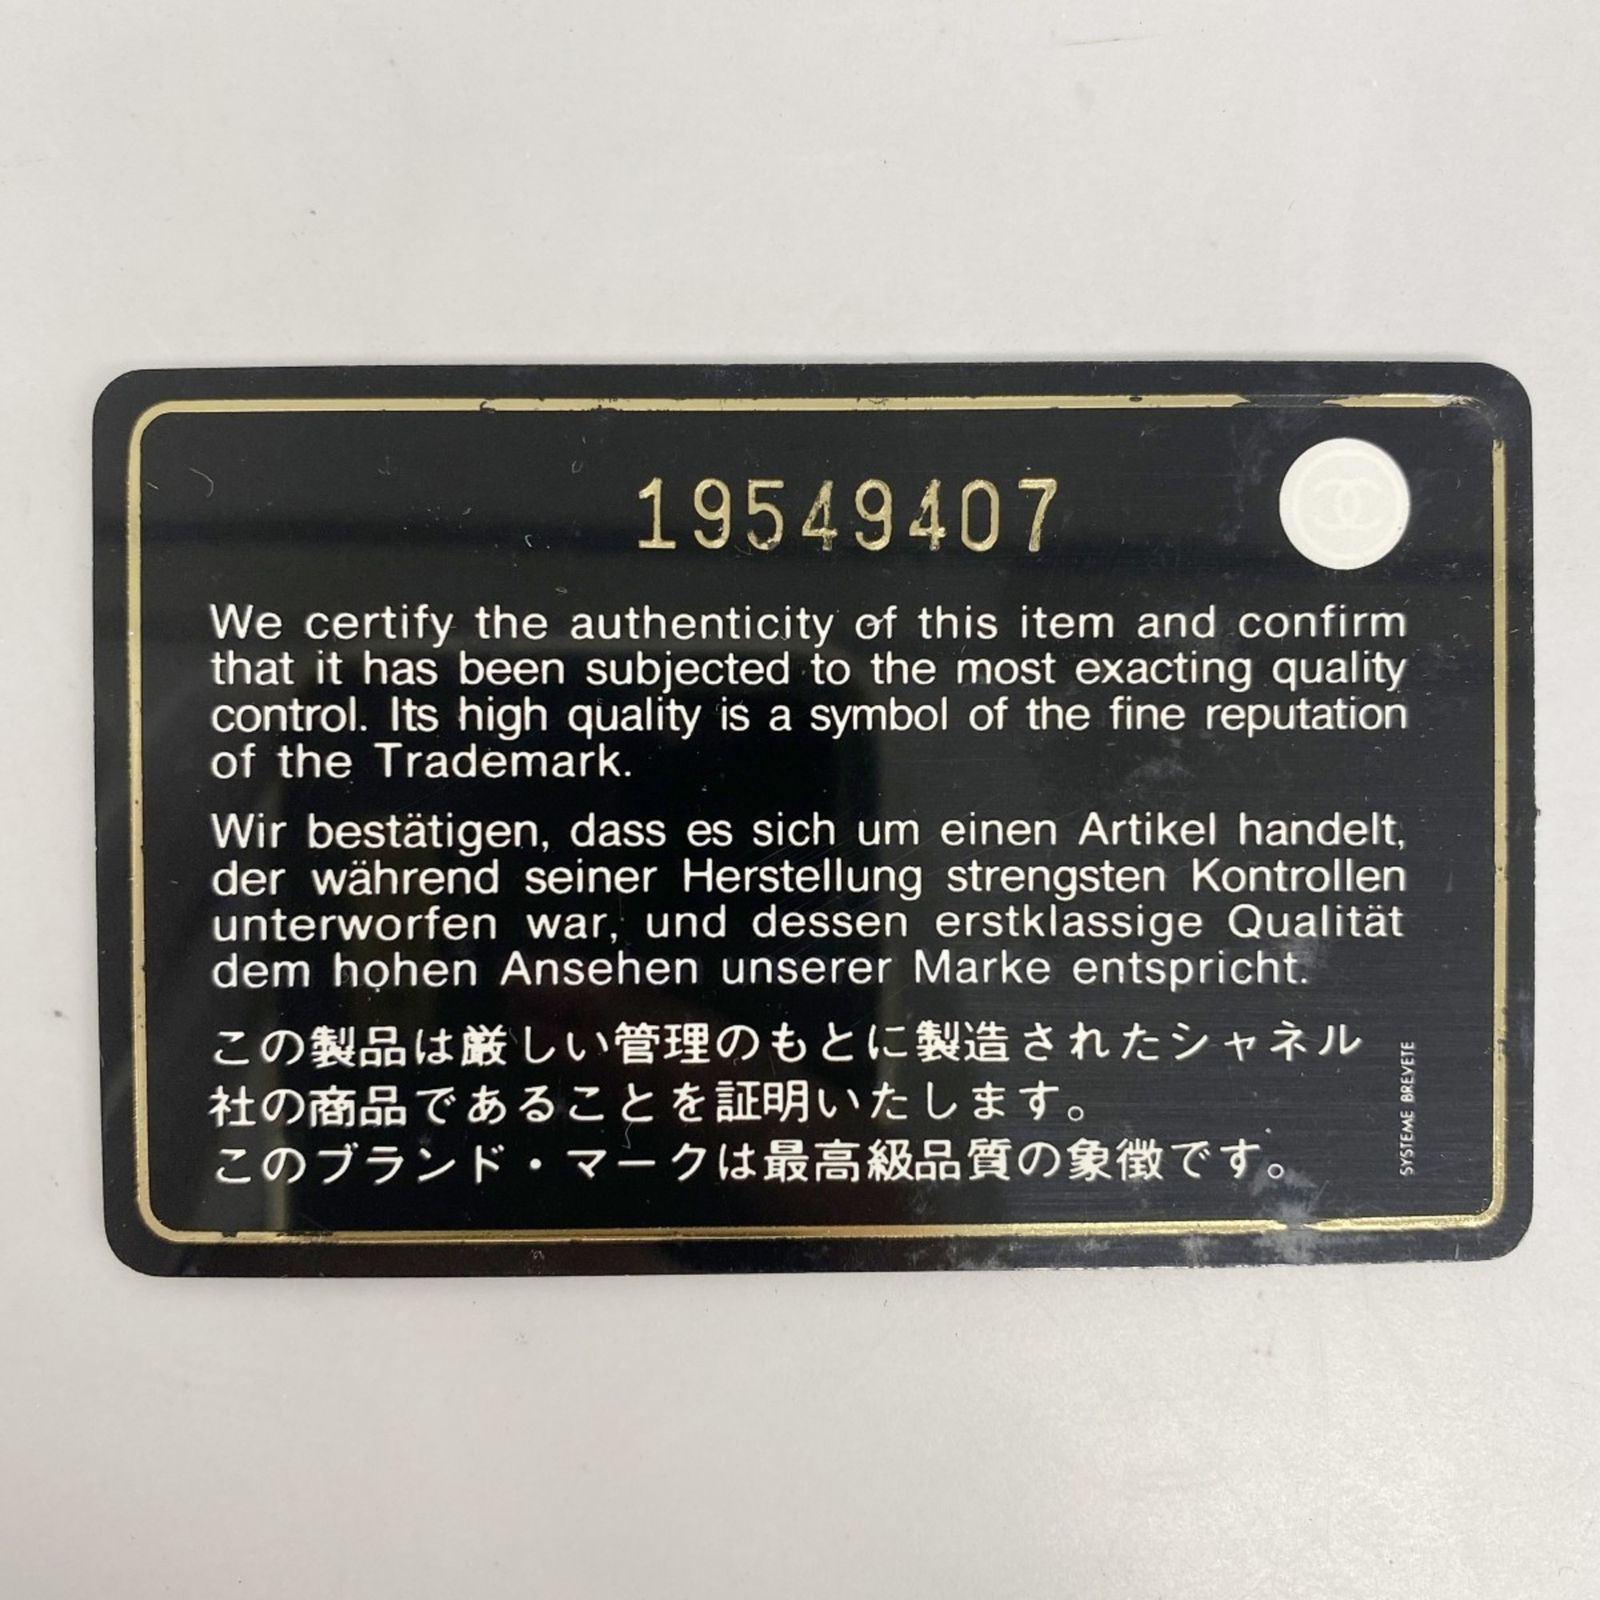 19549407
We certify the authenticity of this item and confirm
that it has been subjected to the most exacting quality
control. Its high quality is a symbol of the fine reputation
of the Trademark.
Wir bestätigen, dass es sich um einen Artikel handelt,
der während seiner Herstellung strengsten Kontrollen
unterworfen war, und dessen erstklassige Qualität
dem hohen Ansehen unserer Marke entspricht.
この製品は厳しい管理のもとに製造されたシャネル
社の商品であることを証明いたします。
このブランド・マークは最高級品質の象徴です。
SYSTEME BREVETE